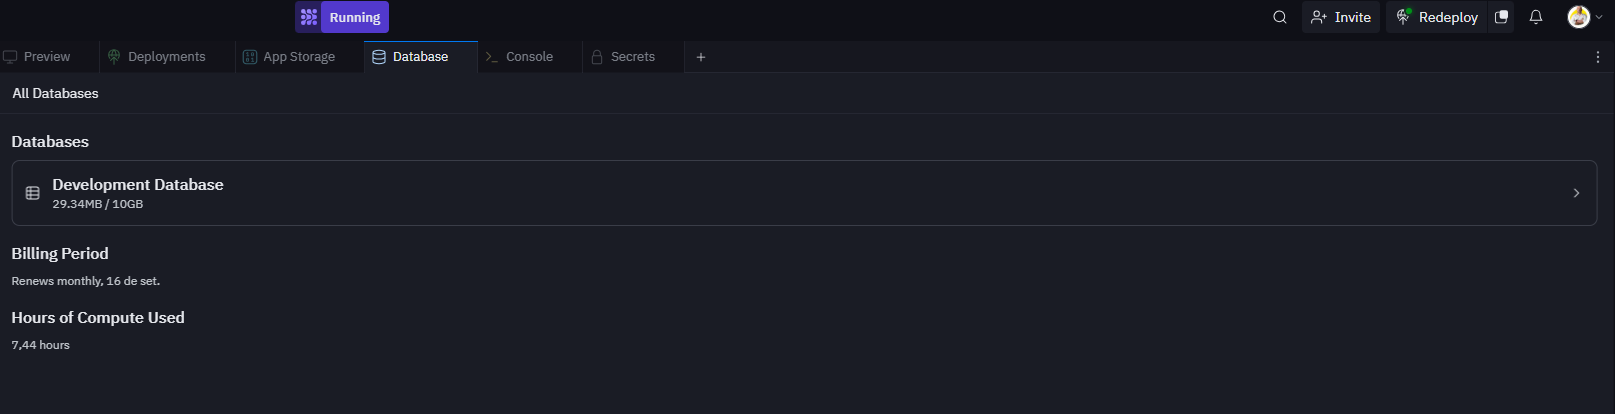 Running
Invite
Redeploy
Preview
Deployments
App Storage
Database
Console
Secrets
All Databases
Databases
Development Database
29.34MB / 10GB
Billing Period
Renews monthly, 16 de set.
Hours of Compute Used
7,44 hours